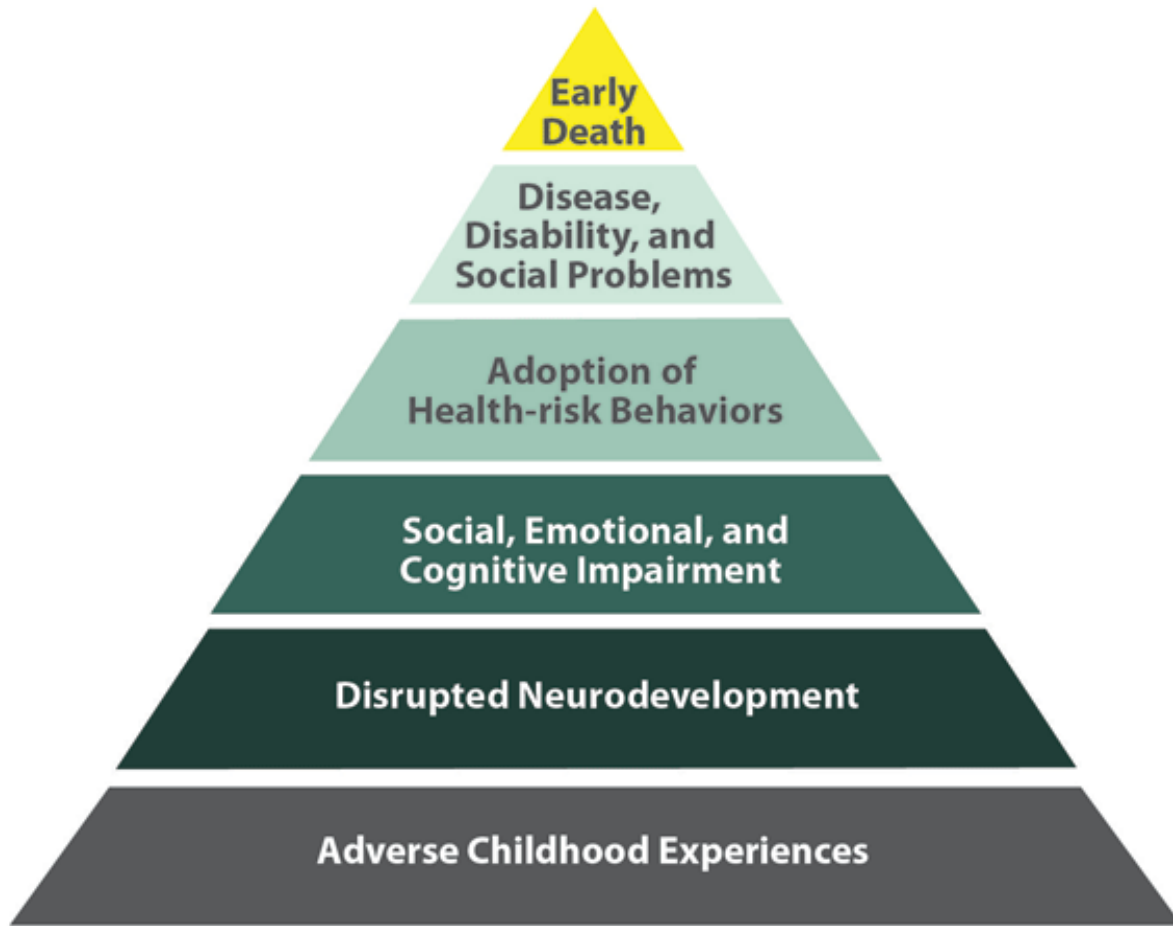 Early
Death
Disease,
Disability, and
Social Problems
Adoption of
Health-risk Behaviors
Social, Emotional, and
Cognitive Impairment
Disrupted Neurodevelopment
Adverse Childhood Experiences